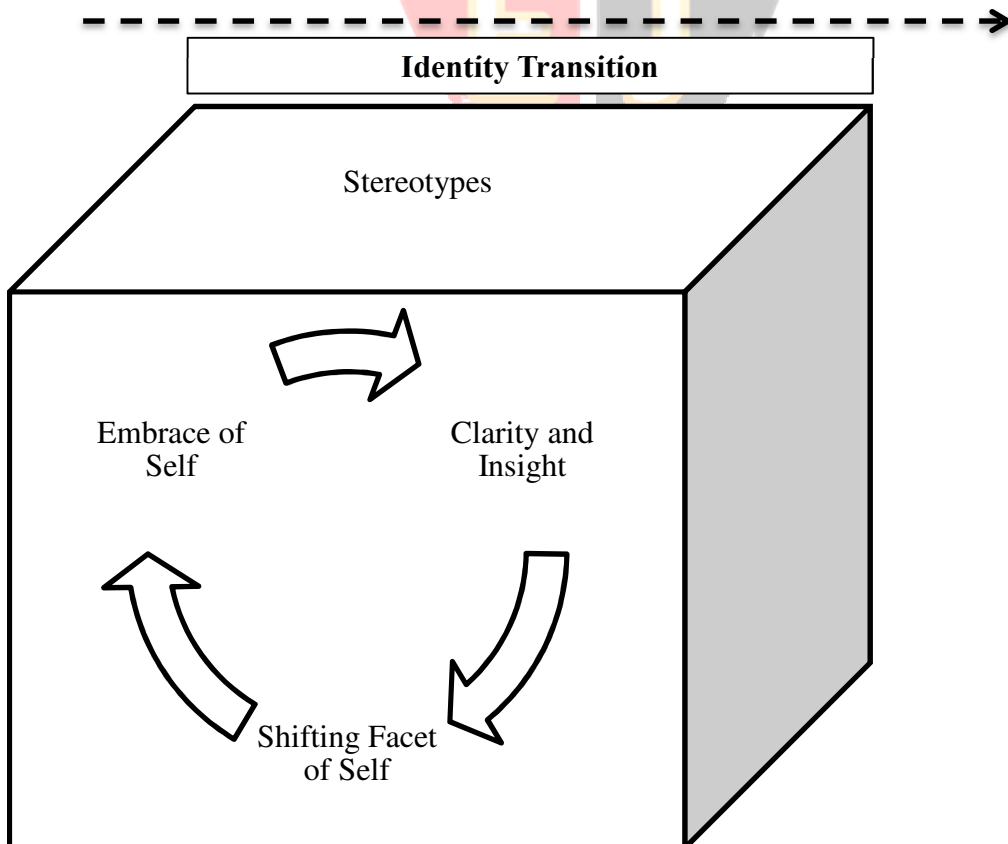 Identity Transition
Stereotypes
Embrace of
Self
Clarity and
Insight
Shifting Facet
of Self